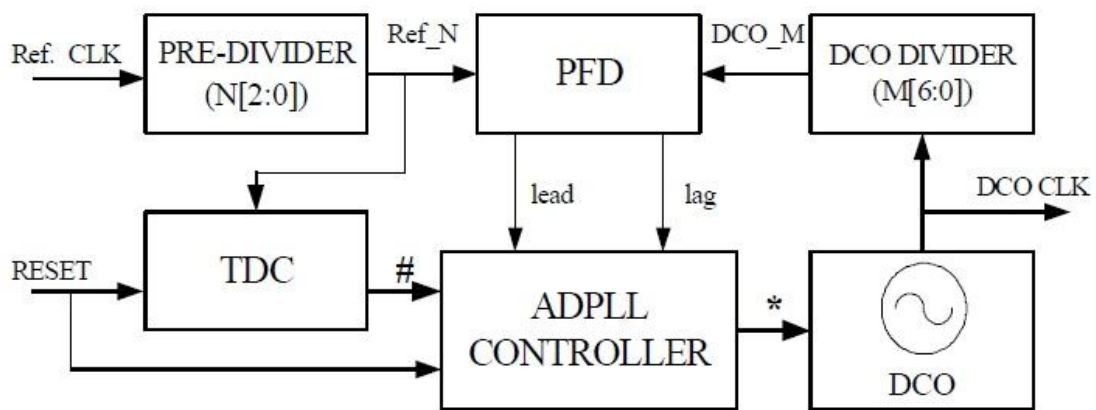 Ref. CLK
PRE-DIVIDER
(N[2:0])
Ref_N
PFD
DCO_M
DCO DIVIDER
(M[6:0])
lead
lag
DCO CLK
RESET
TDC
#
ADPLL
CONTROLLER
*
DCO